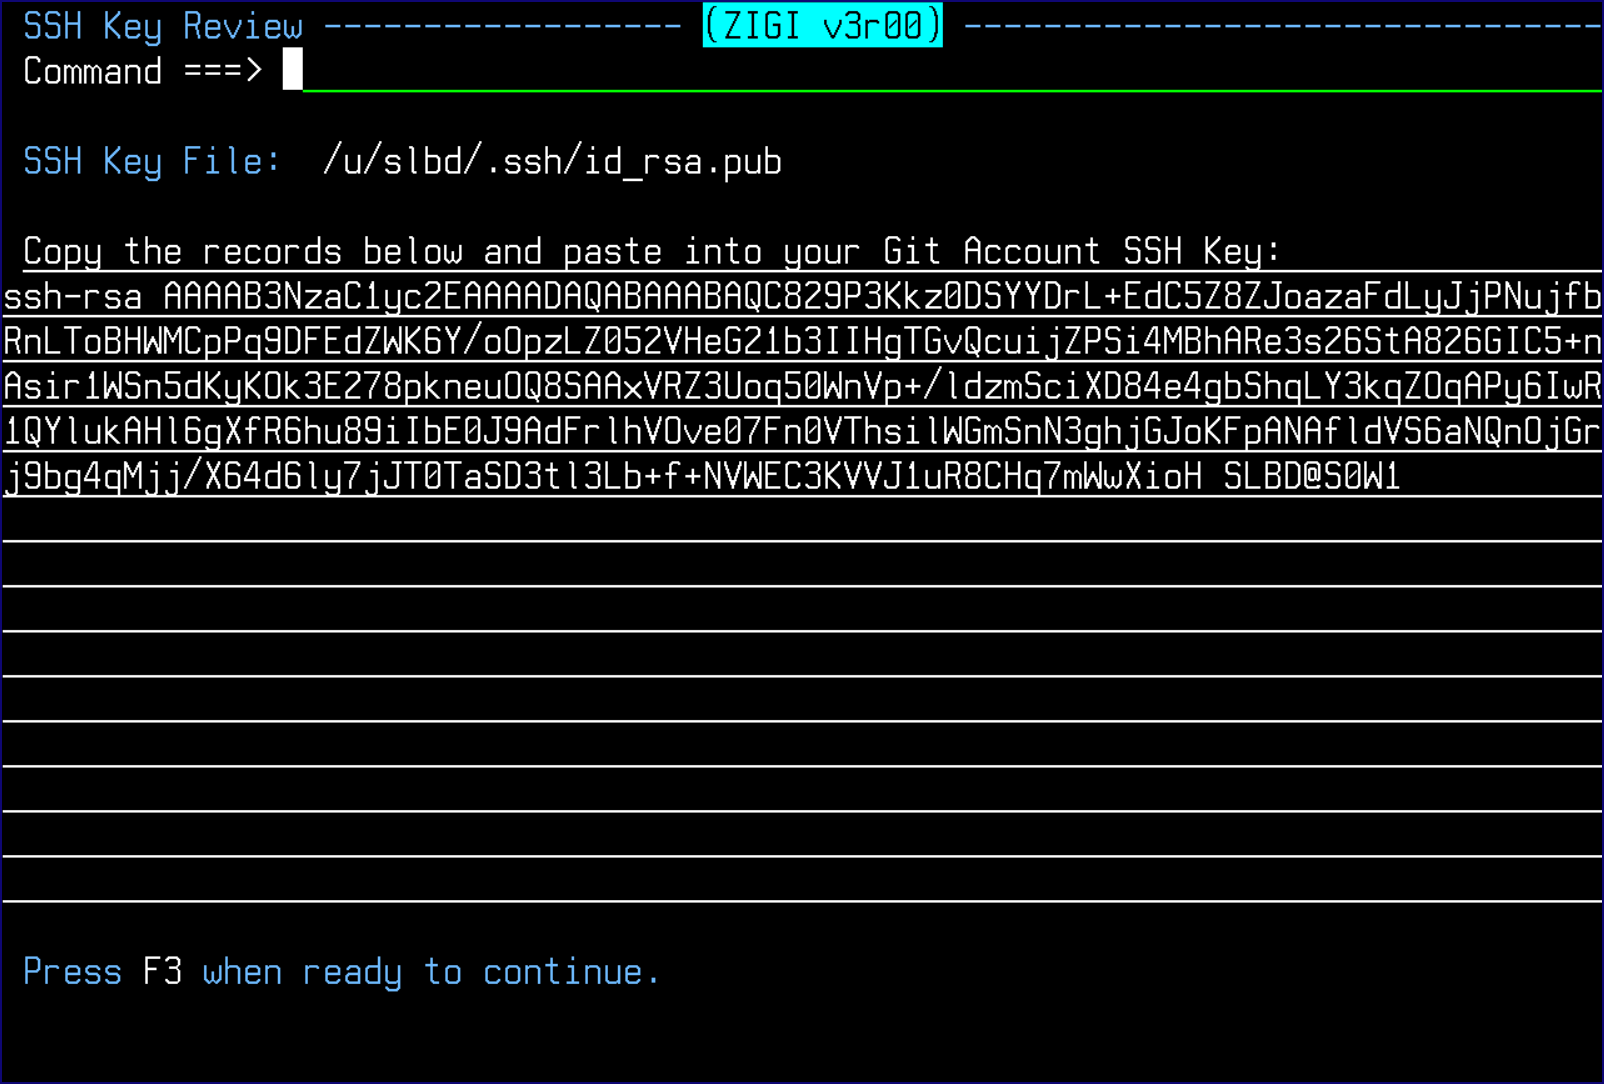 SSH Key Review ------------------ (ZIGI v3r00) --------------------------------
Command ===>
SSH Key File:  /u/slbd/.ssh/id_rsa.pub
Copy the records below and paste into your Git Account SSH Key:
ssh-rsa AAAAB3NzaC1yc2EAAAADAQABAAABAQC829P3Kkz0DSYYDrL+EdC5Z8ZJoazaFdLyJjPNujfb
RnLToBHWMCpPq9DFEdZWK6Y/oOpzLZ052VHeG21b3IIHgTGvQcuijZPSi4MBhARe3s26StA826GIC5+n
Asir1WSn5dKyKOk3E278pkneuOQ8SAAxVRZ3Uoq50WnVp+/ldzmSciXD84e4gbShqLY3kqZOqAPy6IwR
1QYlukAHl6gXfR6hu89iIbE0J9AdFrlhVOve07Fn0VThsilWGmSnN3ghjGJoKFpANAfldVS6aNQnOjGr
j9bg4qMjj/X64d6ly7jJT0TaSD3tl3Lb+f+NVWEC3KVVJ1uR8CHq7mWwXioH SLBD@S0W1
Press F3 when ready to continue.